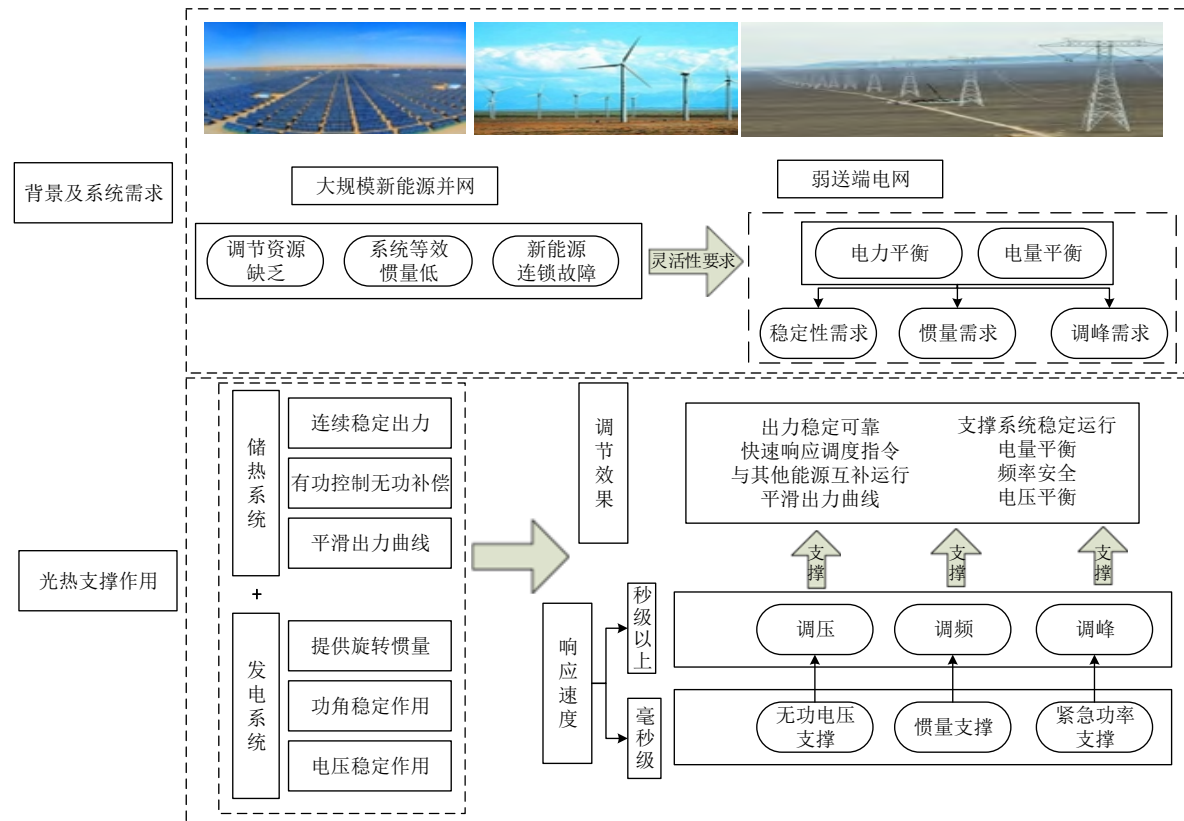 背景及系统需求
大规模新能源并网
弱送端电网
调节资源
缺乏
系统等效
惯量低
新能源
连锁故障
灵活性要求
电力平衡
电量平衡
稳定性需求
惯量需求
调峰需求
光热支撑作用
储热系统
连续稳定出力
有功控制无功补偿
平滑出力曲线
+
发电系统
提供旋转惯量
功角稳定作用
电压稳定作用
调节效果
出力稳定可靠
快速响应调度指令
与其他能源互补运行
平滑出力曲线
支撑系统稳定运行
电量平衡
频率安全
电压平衡
支撑
支撑
支撑
响应速度
秒级以上
调压
调频
调峰
毫秒级
无功电压
支撑
惯量支撑
紧急功率
支撑